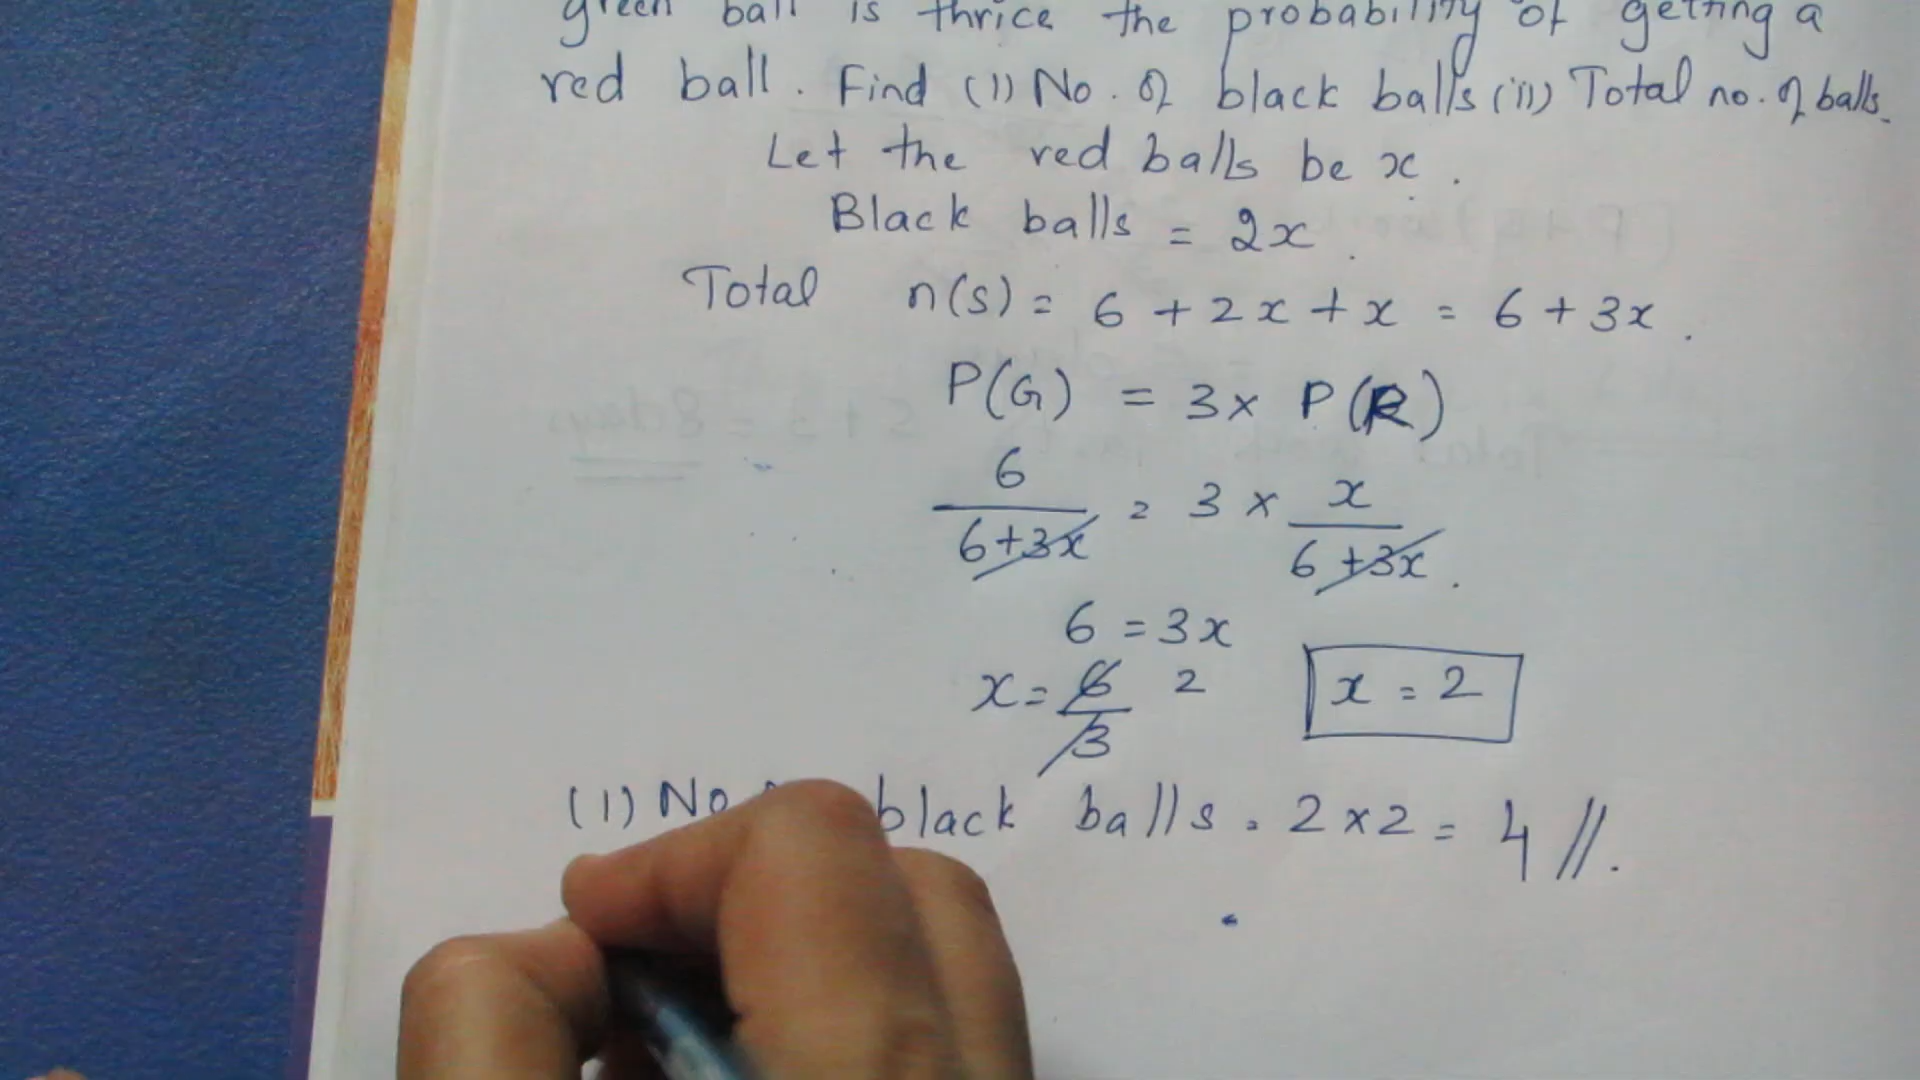 green ball is thrice the probability of getting a
red ball. Find (i) No. of black balls (ii) Total no. of balls.
Let the red balls be x.
Black balls = 2x.
Total n(s) = 6 + 2x + x = 6 + 3x.
P(G) = 3 × P(R)
6/6+3x = 3 × x/6+3x.
6 = 3x
x = 6/3 2 x = 2
(1) No black balls = 2 × 2 = 4 //.